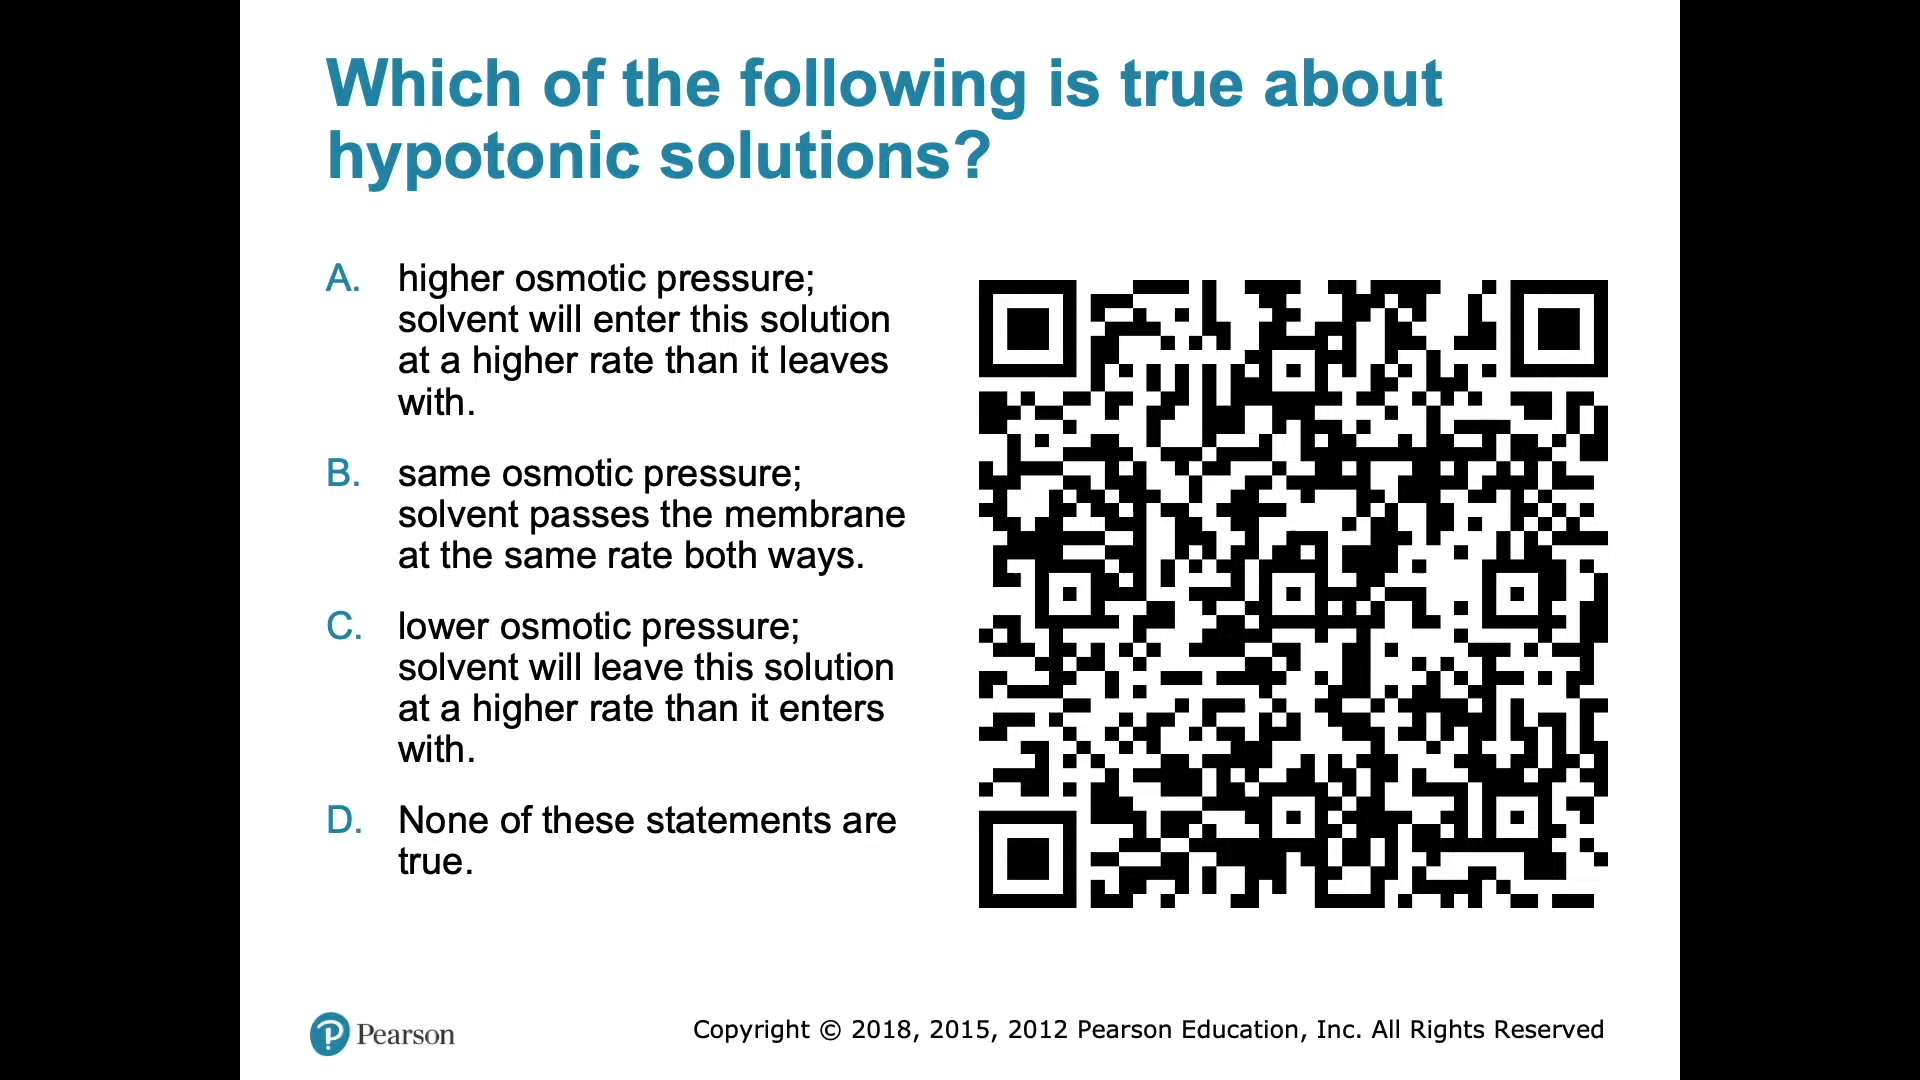 Which of the following is true about
hypotonic solutions?
A. higher osmotic pressure;
solvent will enter this solution
at a higher rate than it leaves
with.
B. same osmotic pressure;
solvent passes the membrane
at the same rate both ways.
C. lower osmotic pressure;
solvent will leave this solution
at a higher rate than it enters
with.
D. None of these statements are
true.
Pearson
Copyright © 2018, 2015, 2012 Pearson Education, Inc. All Rights Reserved